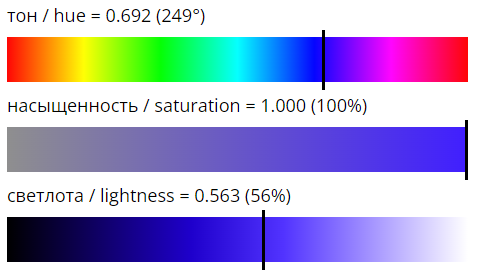 тон / hue = 0.692 (249°)
насыщенность / saturation = 1.000 (100%)
светлота / lightness = 0.563 (56%)